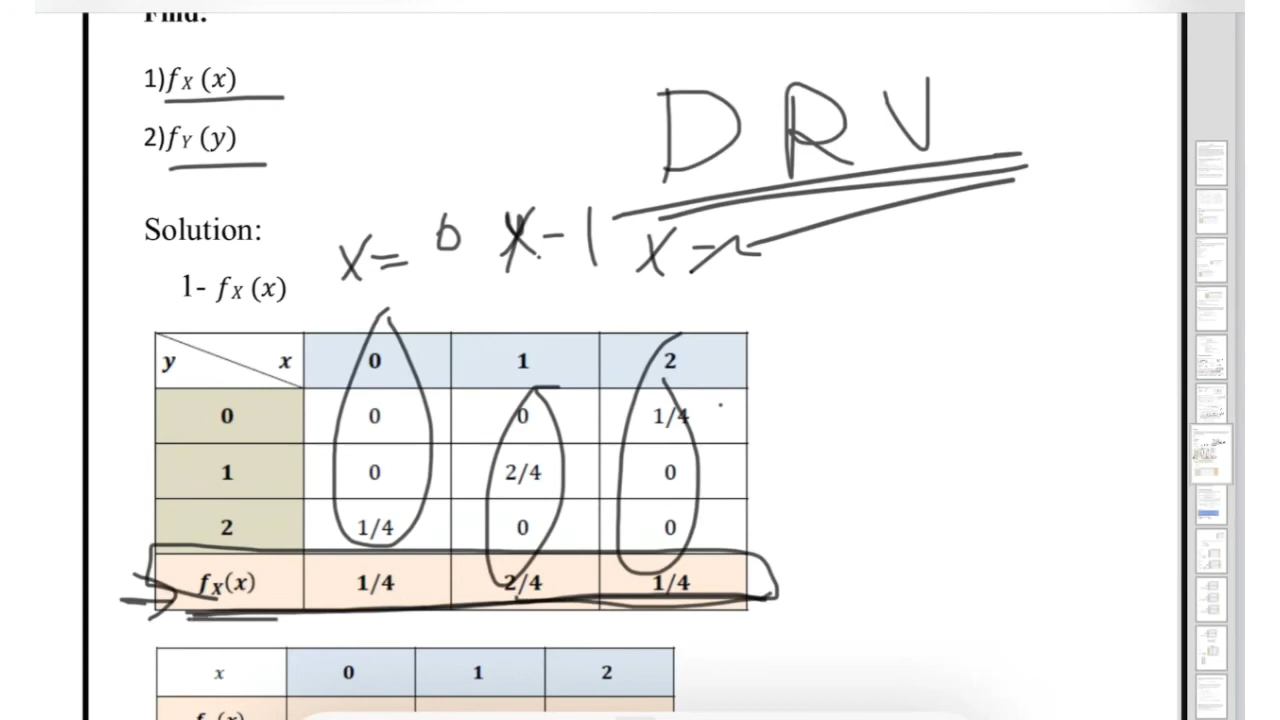 Find:
1) fX (x)
2) fY (y)
D R V
Solution:
x = 0 x - 1 x =
1- fX (x)
y x 0 1 2
0 0 0 1/4
1 0 2/4 0
2 1/4 0 0
fX(x) 1/4 2/4 1/4
x 0 1 2
fX(x)